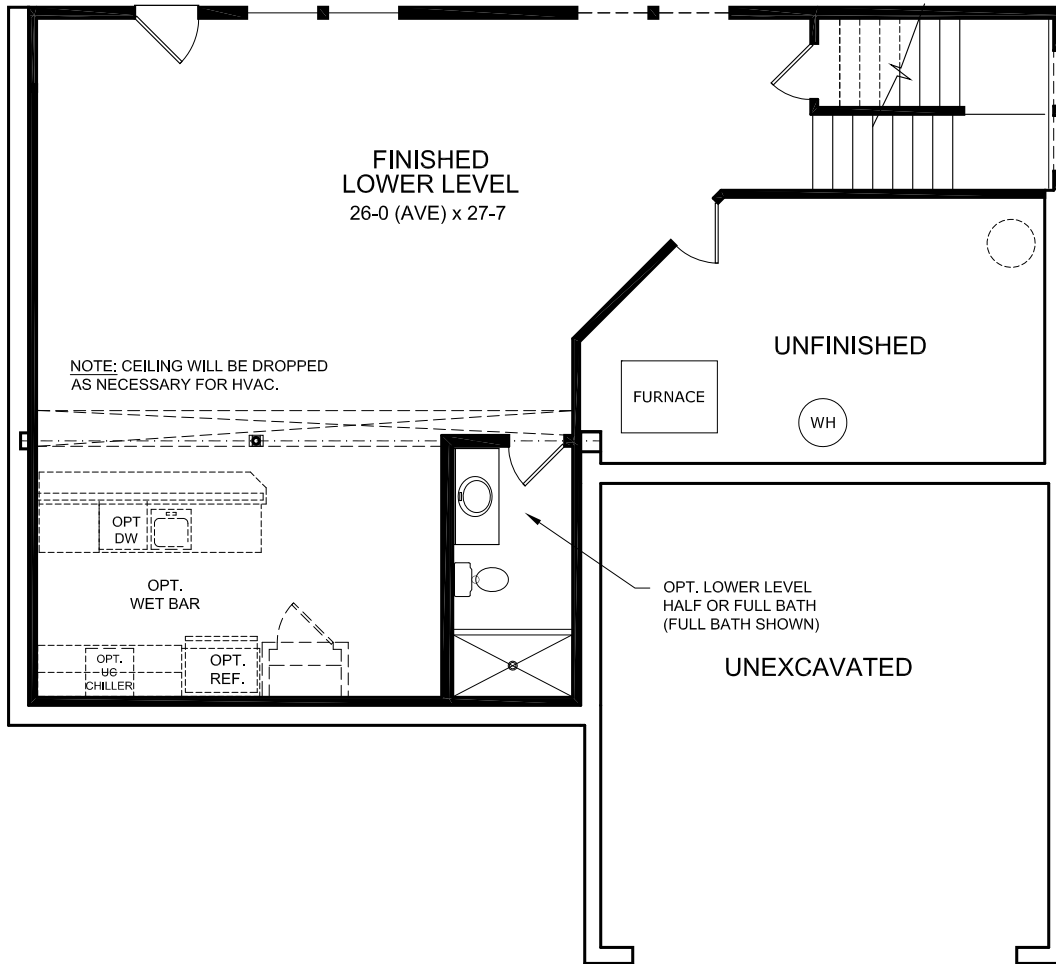 FINISHED
LOWER LEVEL
26-0 (AVE) x 27-7
NOTE: CEILING WILL BE DROPPED
AS NECESSARY FOR HVAC.
UNFINISHED
FURNACE
WH
OPT
DW
OPT.
WET BAR
OPT.
UC
CHILLER
OPT.
REF.
OPT. LOWER LEVEL
HALF OR FULL BATH
(FULL BATH SHOWN)
UNEXCAVATED